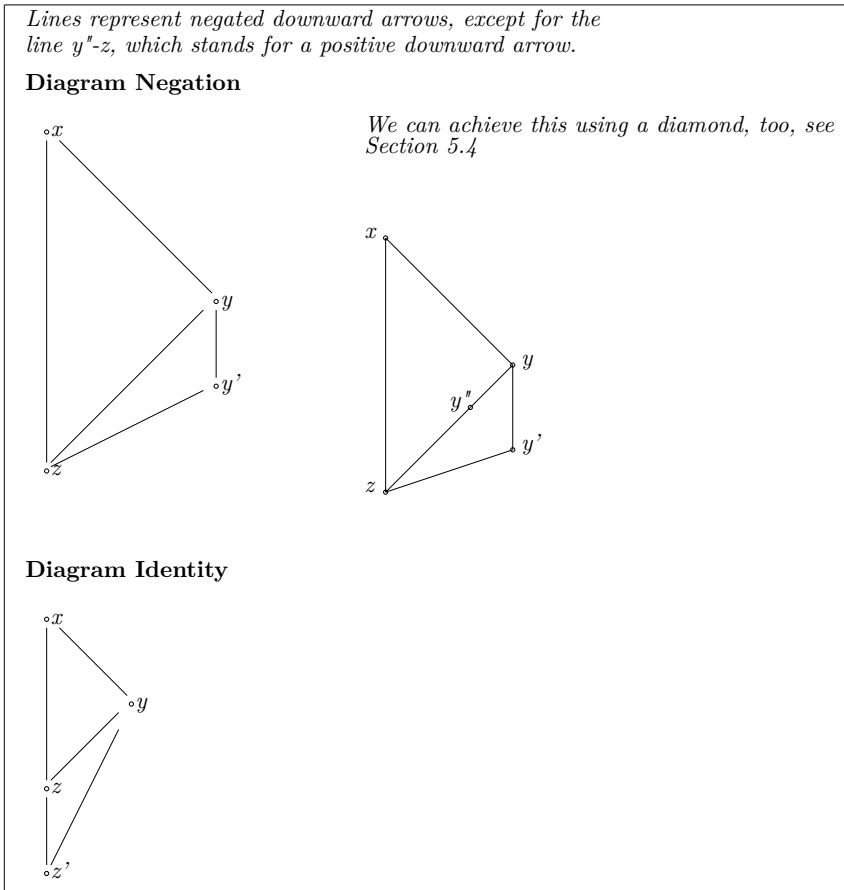 Lines represent negated downward arrows, except for the
line y"-z, which stands for a positive downward arrow.
Diagram Negation
We can achieve this using a diamond, too, see
Section 5.4
x
y
y'
z
x
y
y"
y'
z
Diagram Identity
x
y
z
z'